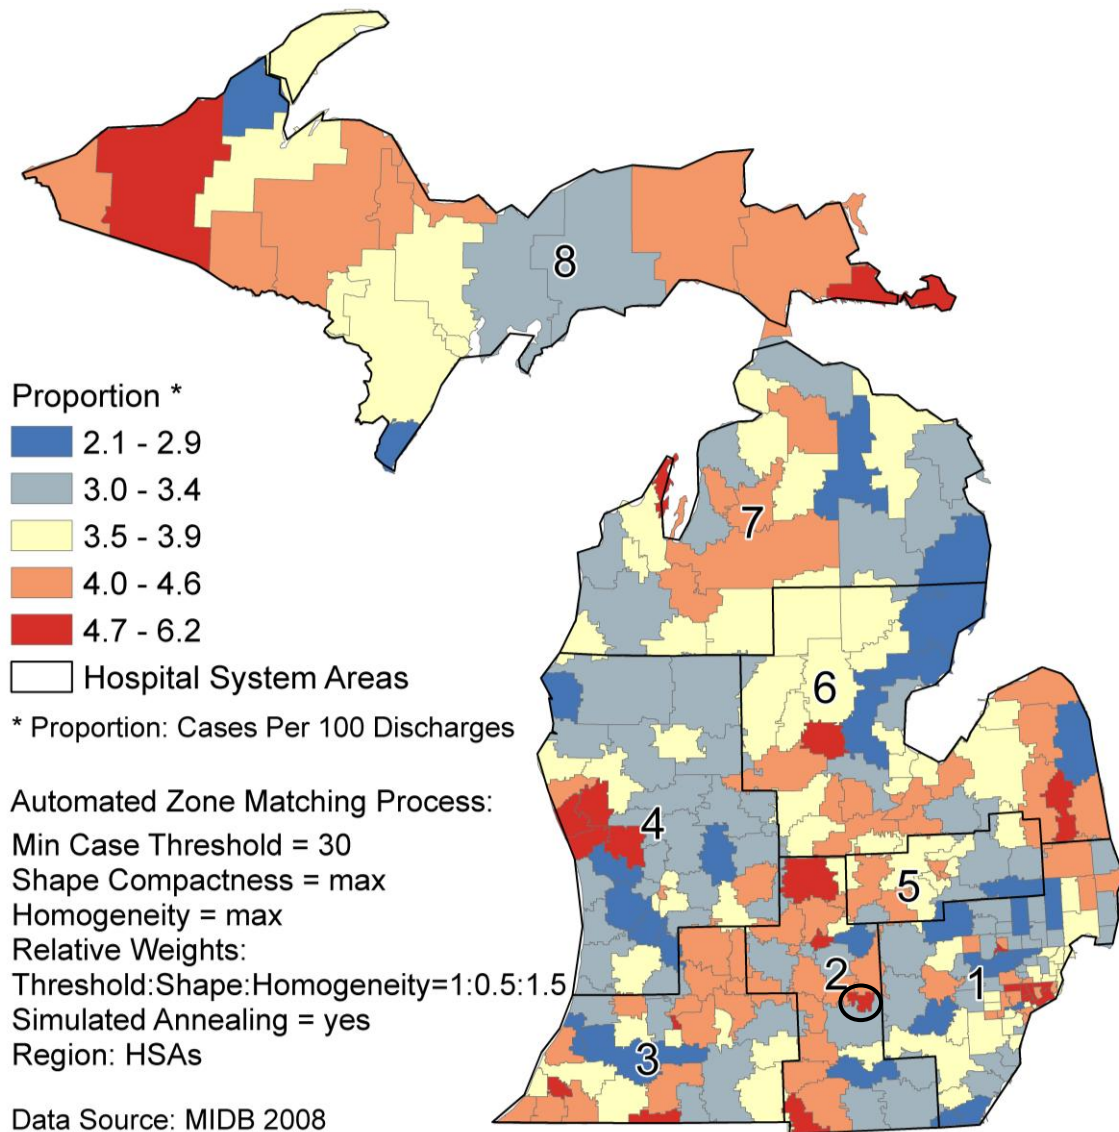 8
Proportion *
2.1 - 2.9
3.0 - 3.4
3.5 - 3.9
4.0 - 4.6
4.7 - 6.2
Hospital System Areas
* Proportion: Cases Per 100 Discharges
Automated Zone Matching Process:
Min Case Threshold = 30
Shape Compactness = max
Homogeneity = max
Relative Weights:
Threshold:Shape:Homogeneity=1:0.5:1.5
Simulated Annealing = yes
Region: HSAs
Data Source: MIDB 2008
7
6
4
5
2
1
3